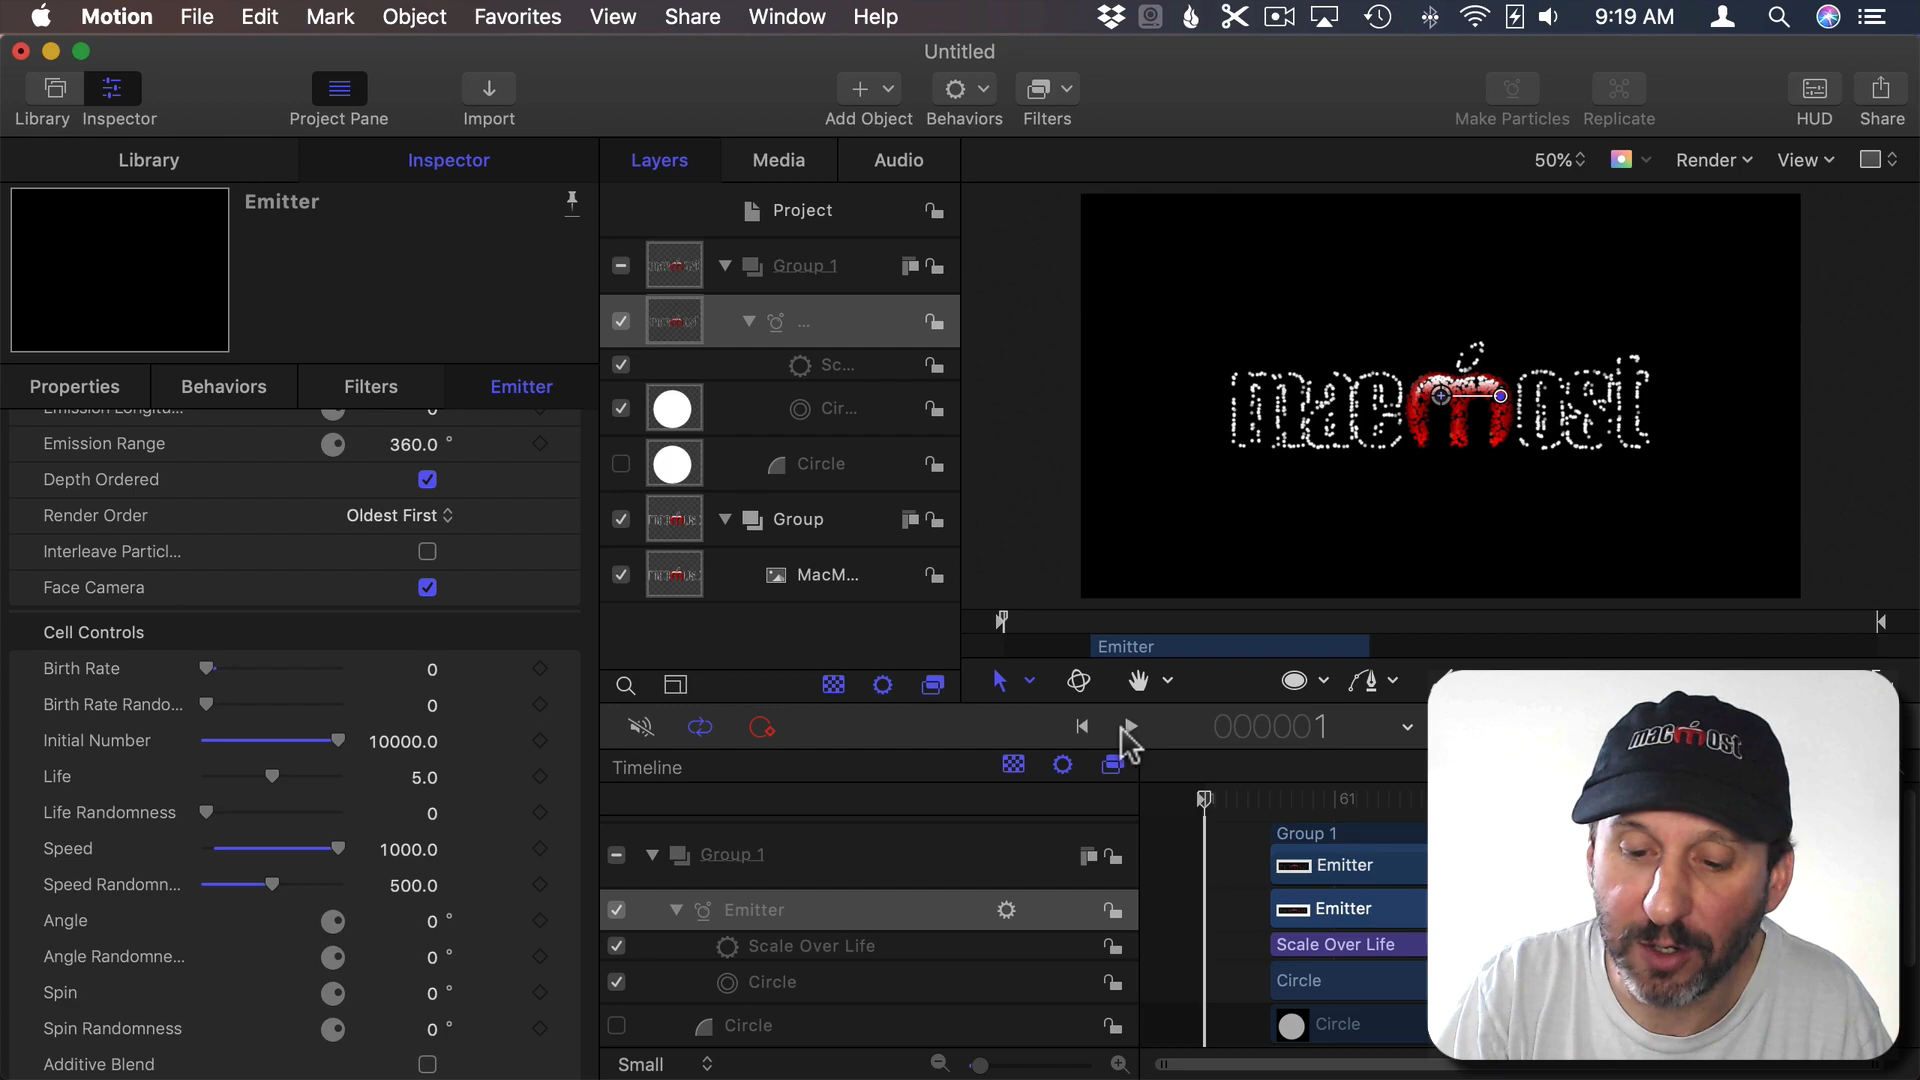 Motion File Edit Mark Object Favorites View Share Window Help 9:19 AM
Untitled
Library Inspector Project Pane Import Add Object Behaviors Filters Make Particles Replicate HUD Share
Library Inspector
Layers Media Audio
50% Render View
Emitter
Properties Behaviors Filters Emitter
Emission Longitu... 0 °
Emission Range 360.0 °
Depth Ordered
Render Order Oldest First
Interleave Particl...
Face Camera
Cell Controls
Birth Rate 0
Birth Rate Rando... 0
Initial Number 10000.0
Life 5.0
Life Randomness 0
Speed 1000.0
Speed Randomn... 500.0
Angle 0 °
Angle Randomne... 0 °
Spin 0 °
Spin Randomness 0 °
Additive Blend
Project
Group 1
...
Sc...
Cir...
Circle
Group
MacM...
macmost
Emitter
000001
Timeline
61
Group 1
Group 1
Emitter
Emitter
Emitter
Scale Over Life
Scale Over Life
Circle
Circle
Circle
Circle
Small
macmost